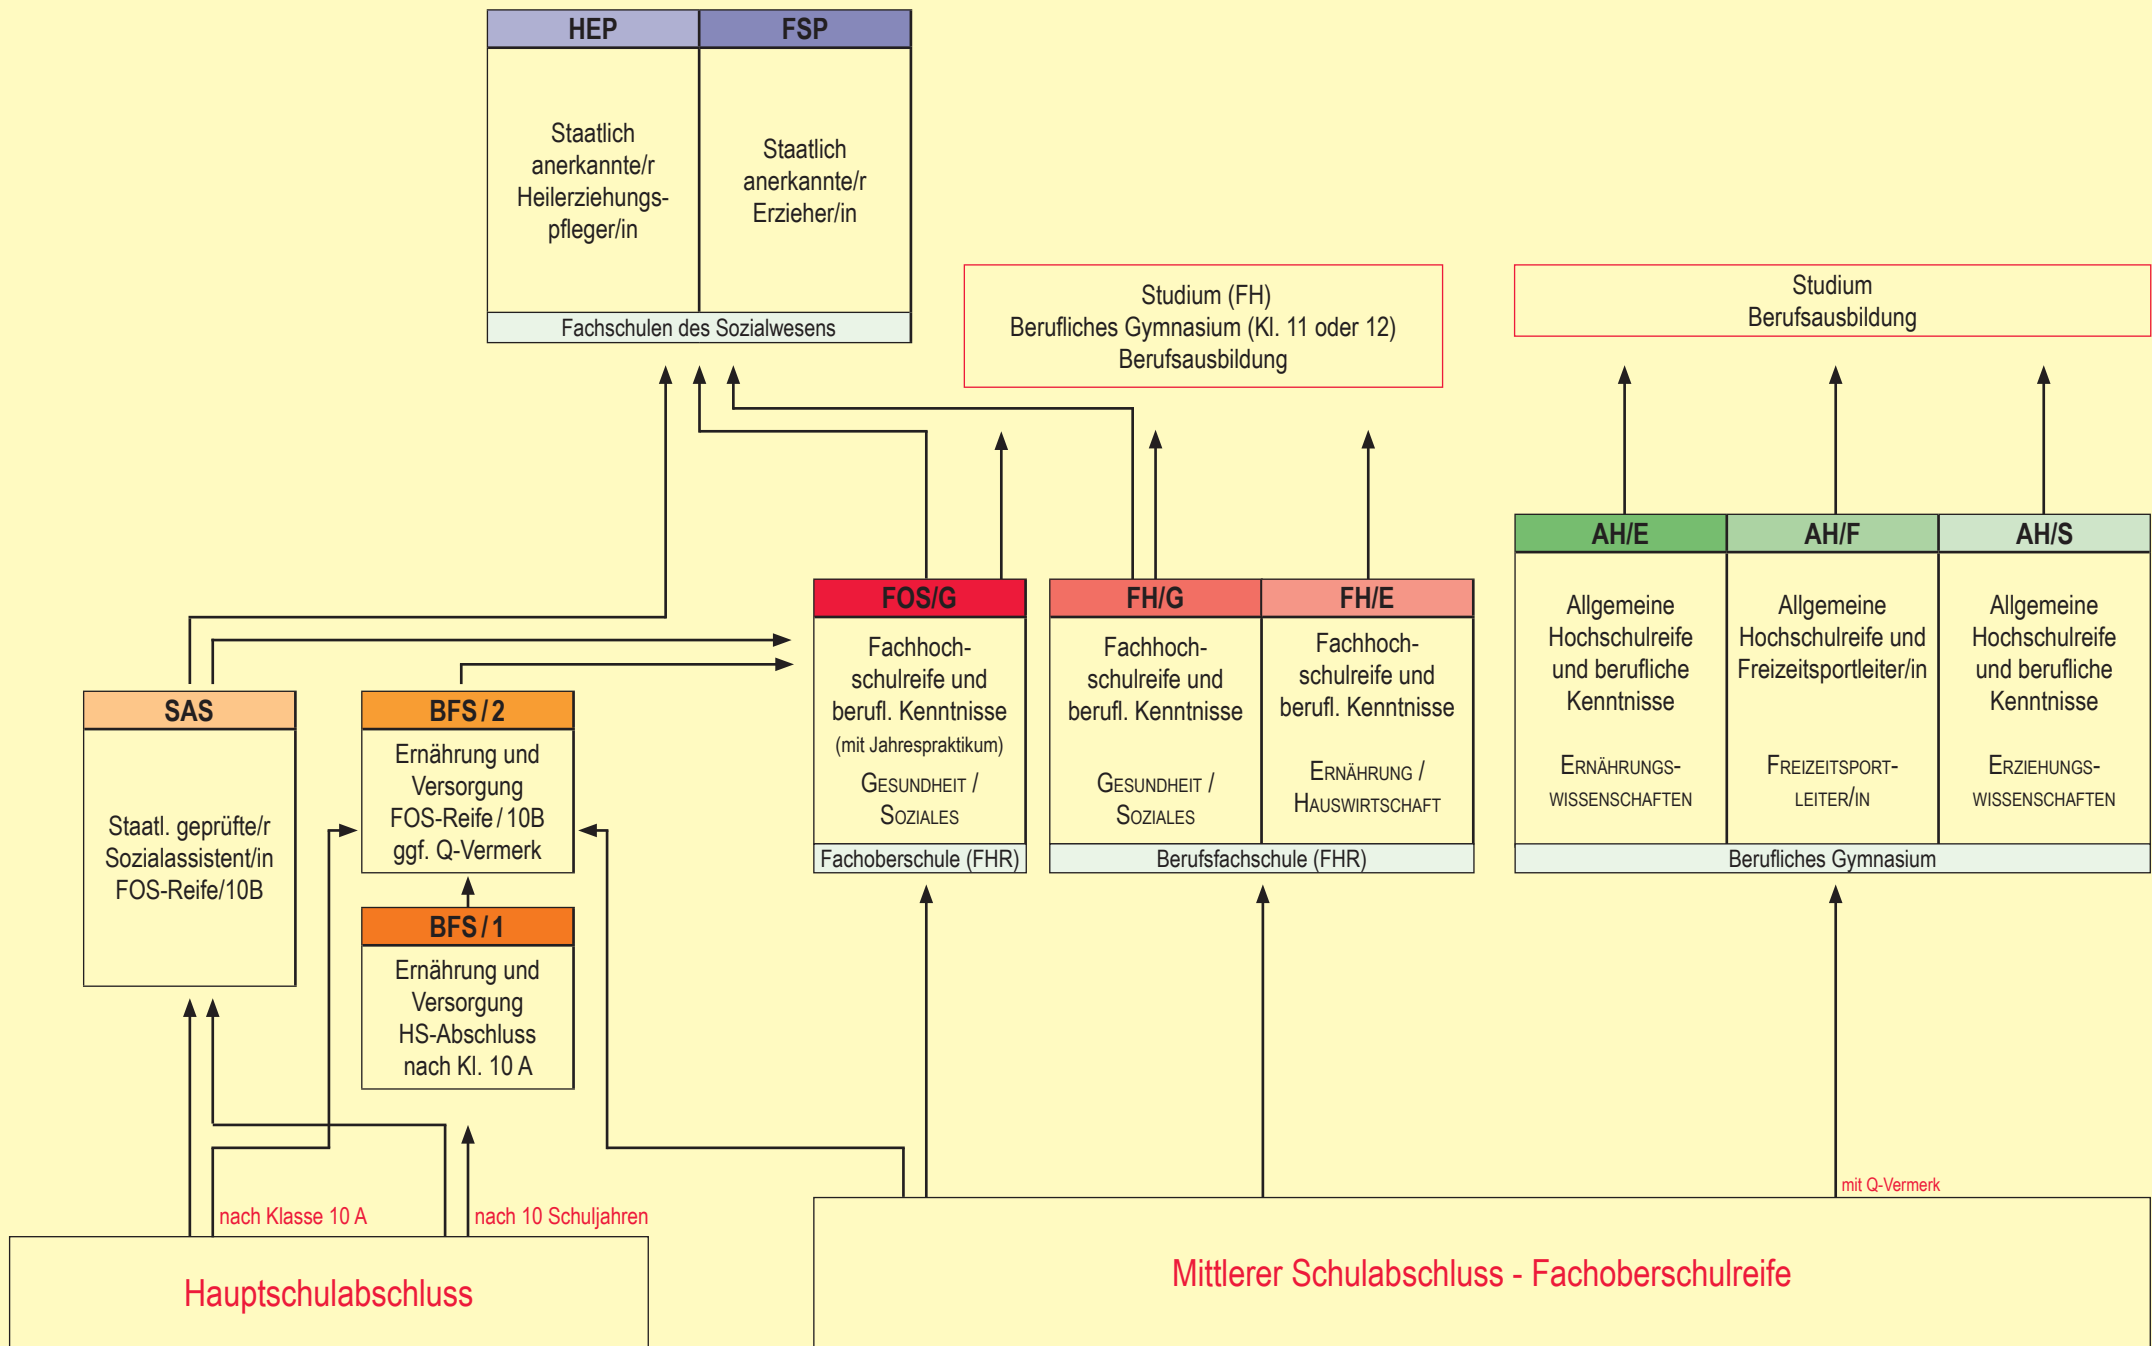 HEP
FSP
Staatlich
anerkannte/r
Heilerziehungs-
pfleger/in
Staatlich
anerkannte/r
Erzieher/in
Fachschulen des Sozialwesens
Studium (FH)
Berufliches Gymnasium (Kl. 11 oder 12)
Berufsausbildung
Studium
Berufsausbildung
SAS
Staatl. geprüfte/r
Sozialassistent/in
FOS-Reife/10B
BFS / 2
Ernährung und
Versorgung
FOS-Reife / 10B
ggf. Q-Vermerk
BFS / 1
Ernährung und
Versorgung
HS-Abschluss
nach Kl. 10 A
FOS/G
Fachhoch-
schulreife und
berufl. Kenntnisse
(mit Jahrespraktikum)
Gesundheit /
Soziales
Fachoberschule (FHR)
FH/G
Fachhoch-
schulreife und
berufl. Kenntnisse
Gesundheit /
Soziales
FH/E
Fachhoch-
schulreife und
berufl. Kenntnisse
Ernährung /
Hauswirtschaft
Berufsfachschule (FHR)
AH/E
Allgemeine
Hochschulreife
und berufliche
Kenntnisse
Ernährungs-
wissenschaften
AH/F
Allgemeine
Hochschulreife und
Freizeitsportleiter/in
Freizeitsport-
leiter/in
AH/S
Allgemeine
Hochschulreife
und berufliche
Kenntnisse
Erziehungs-
wissenschaften
Berufliches Gymnasium
nach Klasse 10 A
nach 10 Schuljahren
mit Q-Vermerk
Hauptschulabschluss
Mittlerer Schulabschluss - Fachoberschulreife